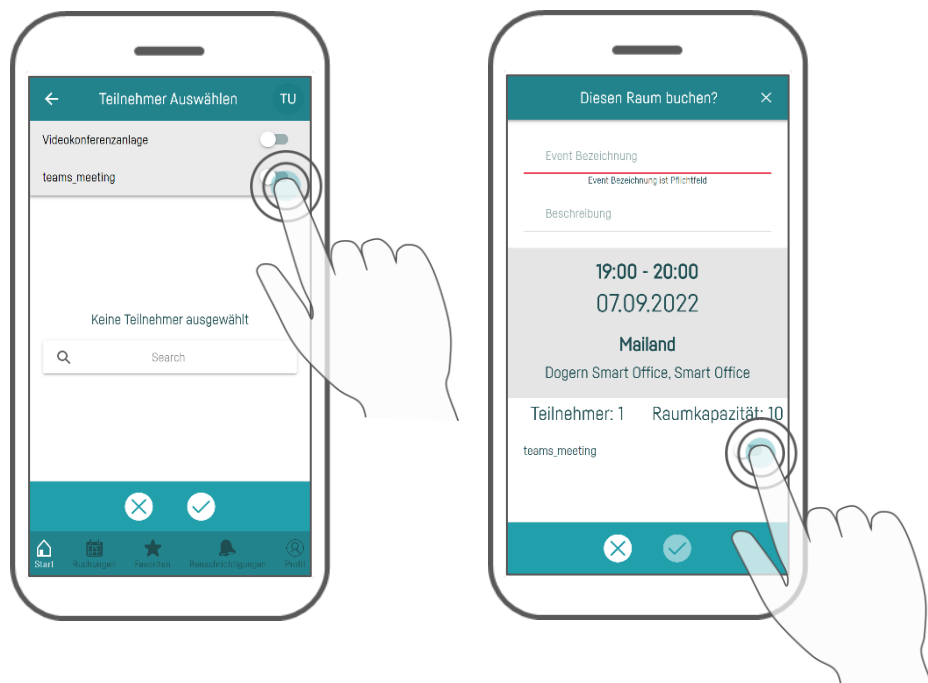 Teilnehmer Auswählen TU
Videokonferenzanlage
teams_meeting
Keine Teilnehmer ausgewählt
Search
Start Buchungen Favoriten Benachrichtigungen Profil
Diesen Raum buchen?
Event Bezeichnung
Event Bezeichnung ist Pflichtfeld
Beschreibung
19:00 - 20:00
07.09.2022
Mailand
Dogern Smart Office, Smart Office
Teilnehmer: 1 Raumkapazität: 10
teams_meeting